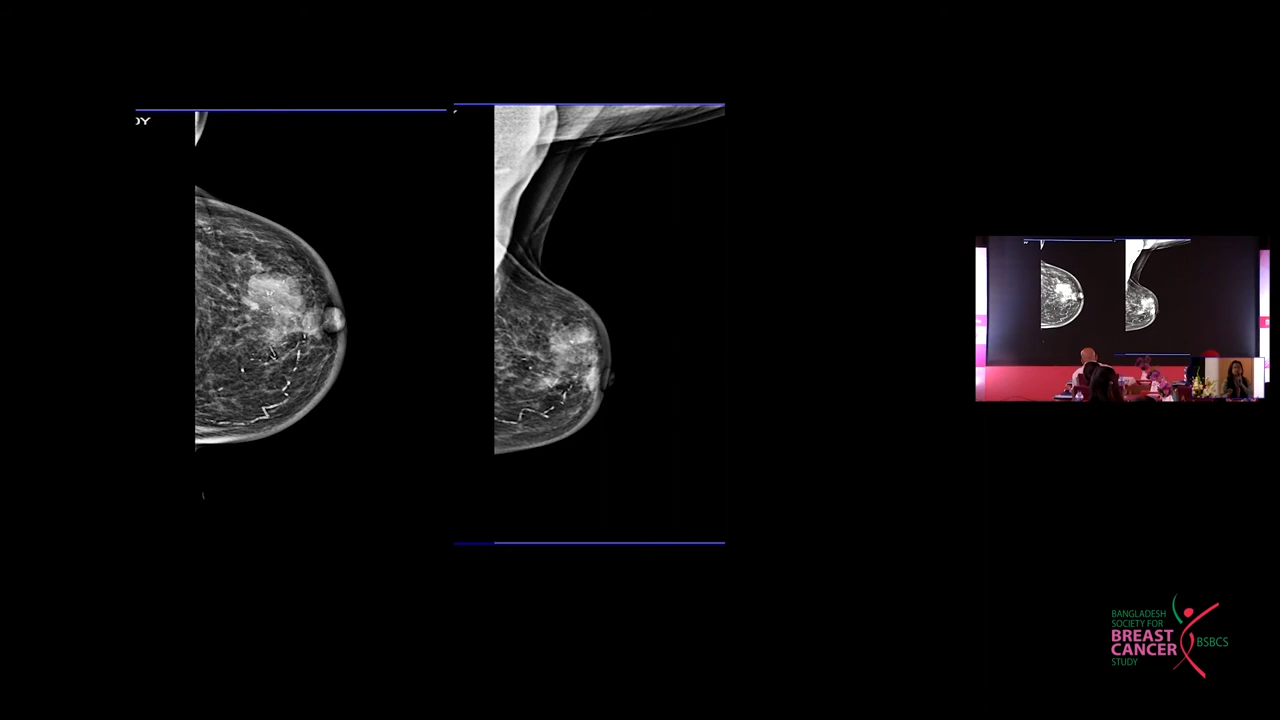 BANGLADESH
SOCIETY FOR
BREAST
CANCER
STUDY
BSBCS